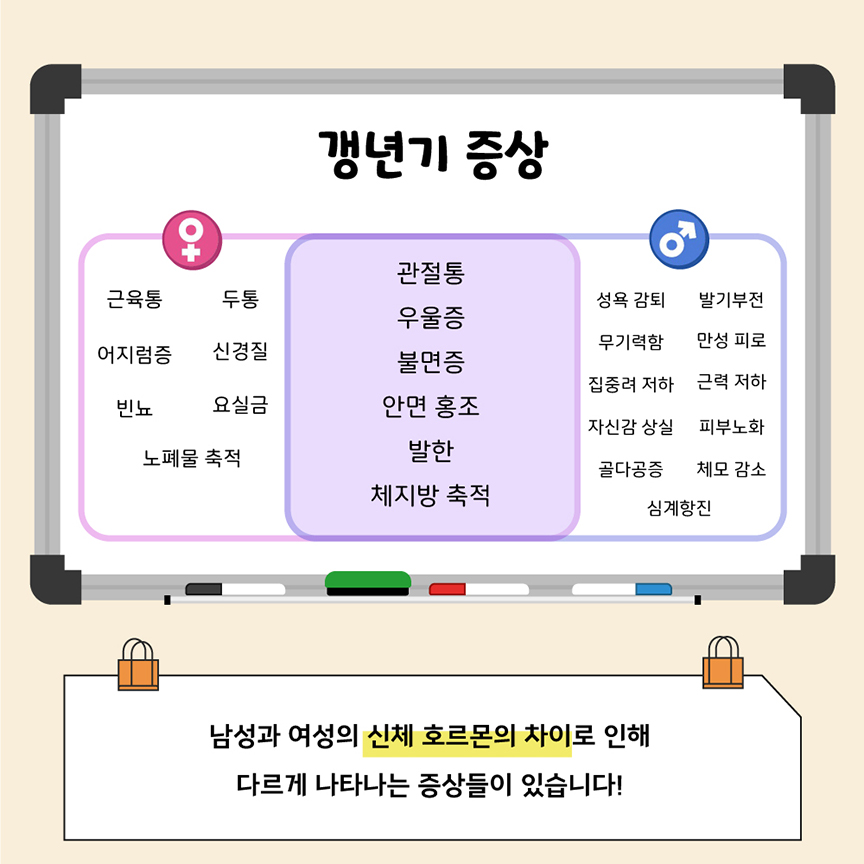 갱년기 증상
근육통 두통
어지럼증 신경질
빈뇨 요실금
노폐물 축적
관절통
우울증
불면증
안면 홍조
발한
체지방 축적
성욕 감퇴 발기부전
무기력함 만성 피로
집중려 저하 근력 저하
자신감 상실 피부노화
골다공증 체모 감소
심계항진
남성과 여성의 신체 호르몬의 차이로 인해
다르게 나타나는 증상들이 있습니다!